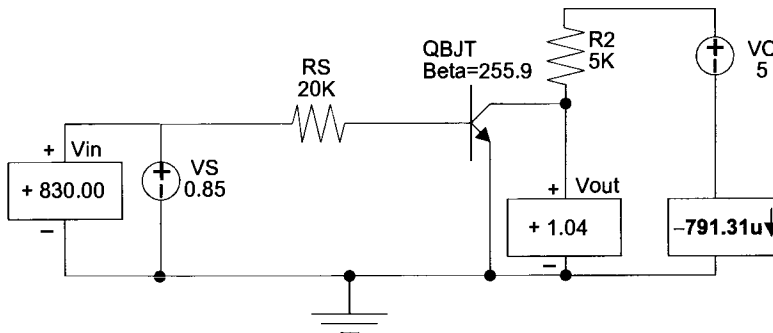 QBJT
Beta=255.9
R2
5K
VC
5
RS
20K
+ Vin
+ 830.00
–
VS
0.85
+ Vout
+ 1.04
–
–791.31u